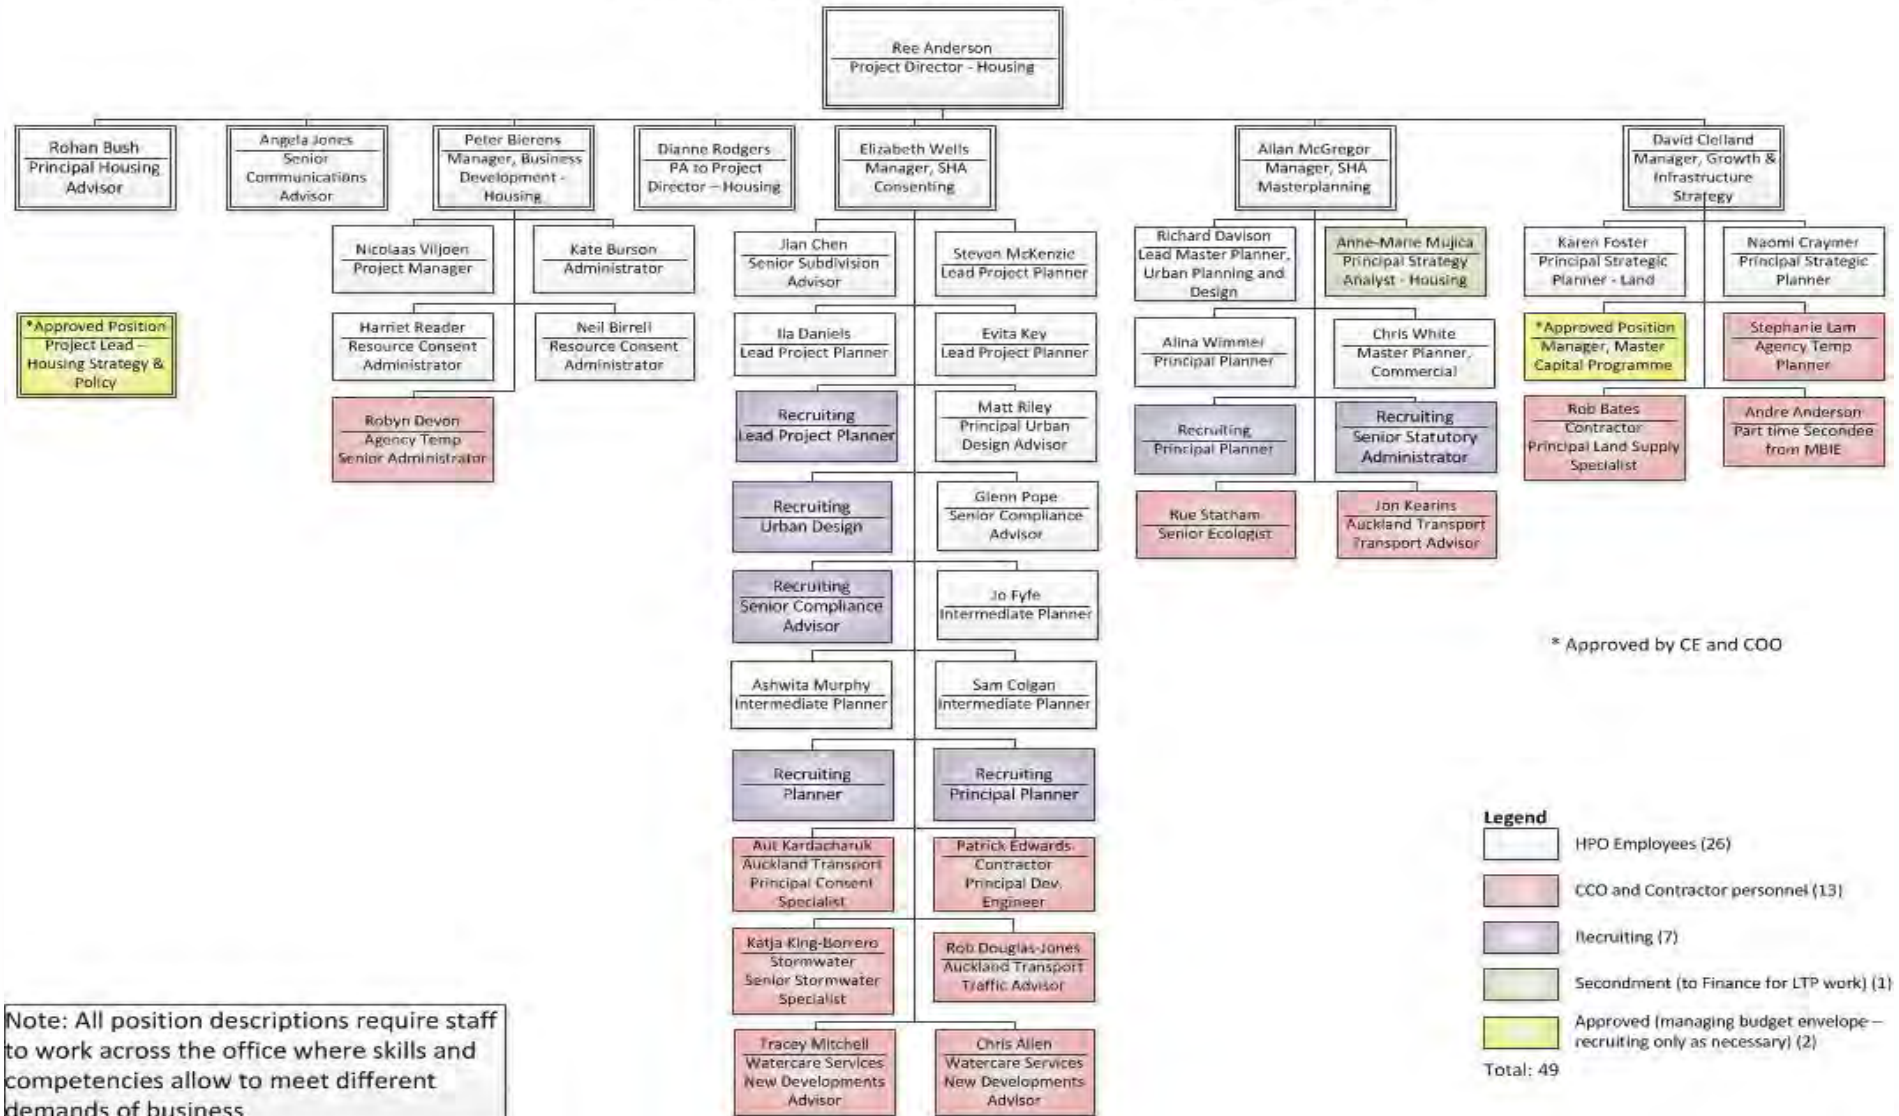 Ree Anderson
Project Director - Housing
Rohan Bush
Principal Housing
Advisor
Angela Jones
Senior
Communications
Advisor
Peter Bierens
Manager, Business
Development -
Housing
Dianne Rodgers
PA to Project
Director – Housing
Elizabeth Wells
Manager, SHA
Consenting
Allan McGregor
Manager, SHA
Masterplanning
David Clelland
Manager, Growth &
Infrastructure
Strategy
*Approved Position
Project Lead –
Housing Strategy &
Policy
Nicolaas Viljoen
Project Manager
Kate Burson
Administrator
Harriet Reader
Resource Consent
Administrator
Neil Birrell
Resource Consent
Administrator
Robyn Devon
Agency Temp
Senior Administrator
Jian Chen
Senior Subdivision
Advisor
Steven McKenzie
Lead Project Planner
Ila Daniels
Lead Project Planner
Evita Key
Lead Project Planner
Recruiting
Lead Project Planner
Matt Riley
Principal Urban
Design Advisor
Recruiting
Urban Design
Glenn Pope
Senior Compliance
Advisor
Recruiting
Senior Compliance
Advisor
Jo Fyfe
Intermediate Planner
Ashwita Murphy
Intermediate Planner
Sam Colgan
Intermediate Planner
Recruiting
Planner
Recruiting
Principal Planner
Aut Kardacharuk
Auckland Transport
Principal Consent
Specialist
Patrick Edwards
Contractor
Principal Dev.
Engineer
Katja King-Borrero
Stormwater
Senior Stormwater
Specialist
Rob Douglas-Jones
Auckland Transport
Traffic Advisor
Tracey Mitchell
Watercare Services
New Developments
Advisor
Chris Allen
Watercare Services
New Developments
Advisor
Richard Davison
Lead Master Planner,
Urban Planning and
Design
Anne-Marie Mujica
Principal Strategy
Analyst - Housing
Alina Wimmer
Principal Planner
Chris White
Master Planner,
Commercial
Recruiting
Principal Planner
Recruiting
Senior Statutory
Administrator
Rue Statham
Senior Ecologist
Jon Kearins
Auckland Transport
Transport Advisor
Karen Foster
Principal Strategic
Planner - Land
Naomi Craymer
Principal Strategic
Planner
*Approved Position
Manager, Master
Capital Programme
Stephanie Lam
Agency Temp
Planner
Rob Bates
Contractor
Principal Land Supply
Specialist
Andre Anderson
Part time Secondee
from MBIE
* Approved by CE and COO
Legend
HPO Employees (26)
CCO and Contractor personnel (13)
Recruiting (7)
Secondment (to Finance for LTP work) (1)
Approved (managing budget envelope –
recruiting only as necessary) (2)
Total: 49
Note: All position descriptions require staff
to work across the office where skills and
competencies allow to meet different
demands of business